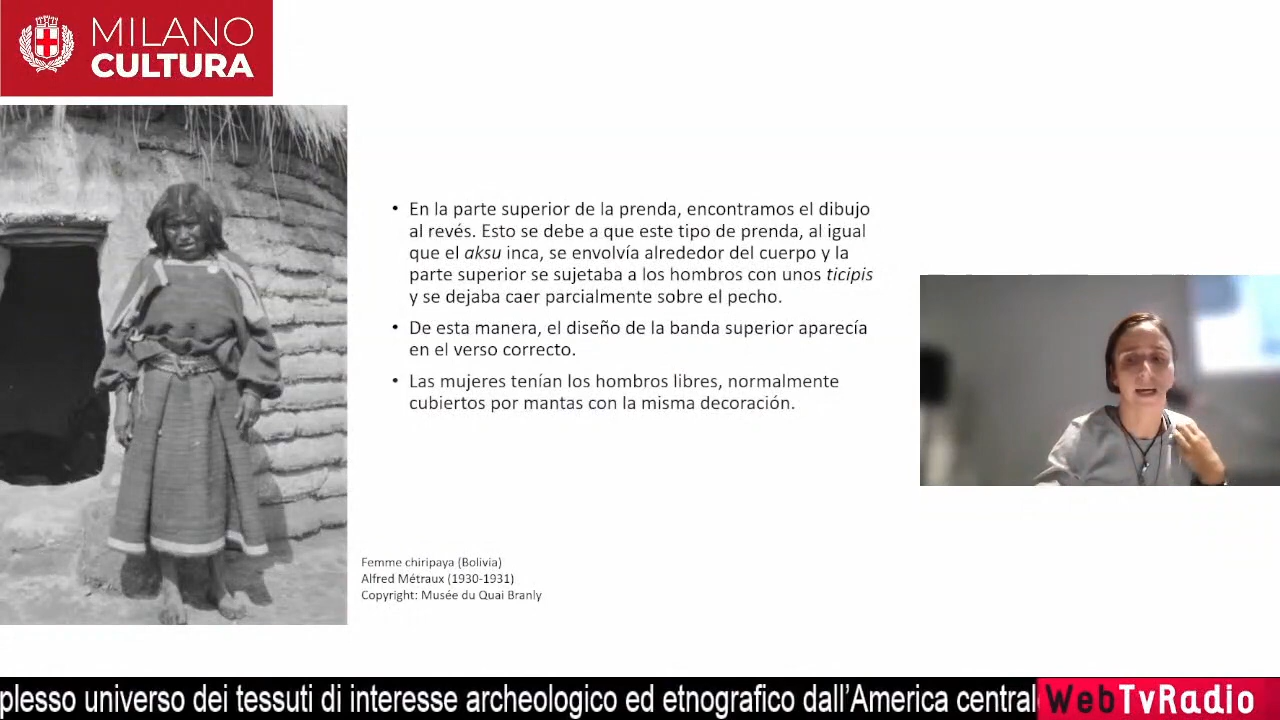 MILANO
CULTURA
• En la parte superior de la prenda, encontramos el dibujo
al revés. Esto se debe a que este tipo de prenda, al igual
que el aksu inca, se envolvía alrededor del cuerpo y la
parte superior se sujetaba a los hombros con unos ticipis
y se dejaba caer parcialmente sobre el pecho.
• De esta manera, el diseño de la banda superior aparecía
en el verso correcto.
• Las mujeres tenían los hombros libres, normalmente
cubiertos por mantas con la misma decoración.
Femme chiripaya (Bolivia)
Alfred Métraux (1930-1931)
Copyright: Musée du Quai Branly
plesso universo dei tessuti di interesse archeologico ed etnografico dall'America central
WebTvRadio